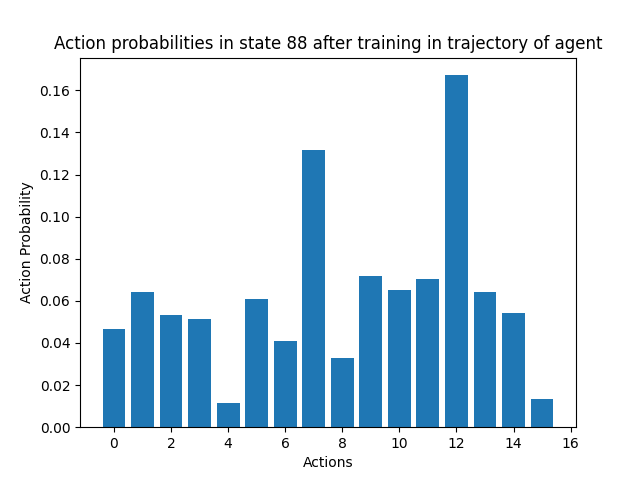 Action probabilities in state 88 after training in trajectory of agent
0.16
0.14
0.12
0.10
0.08
0.06
0.04
0.02
0.00
Action Probability
0 2 4 6 8 10 12 14 16
Actions